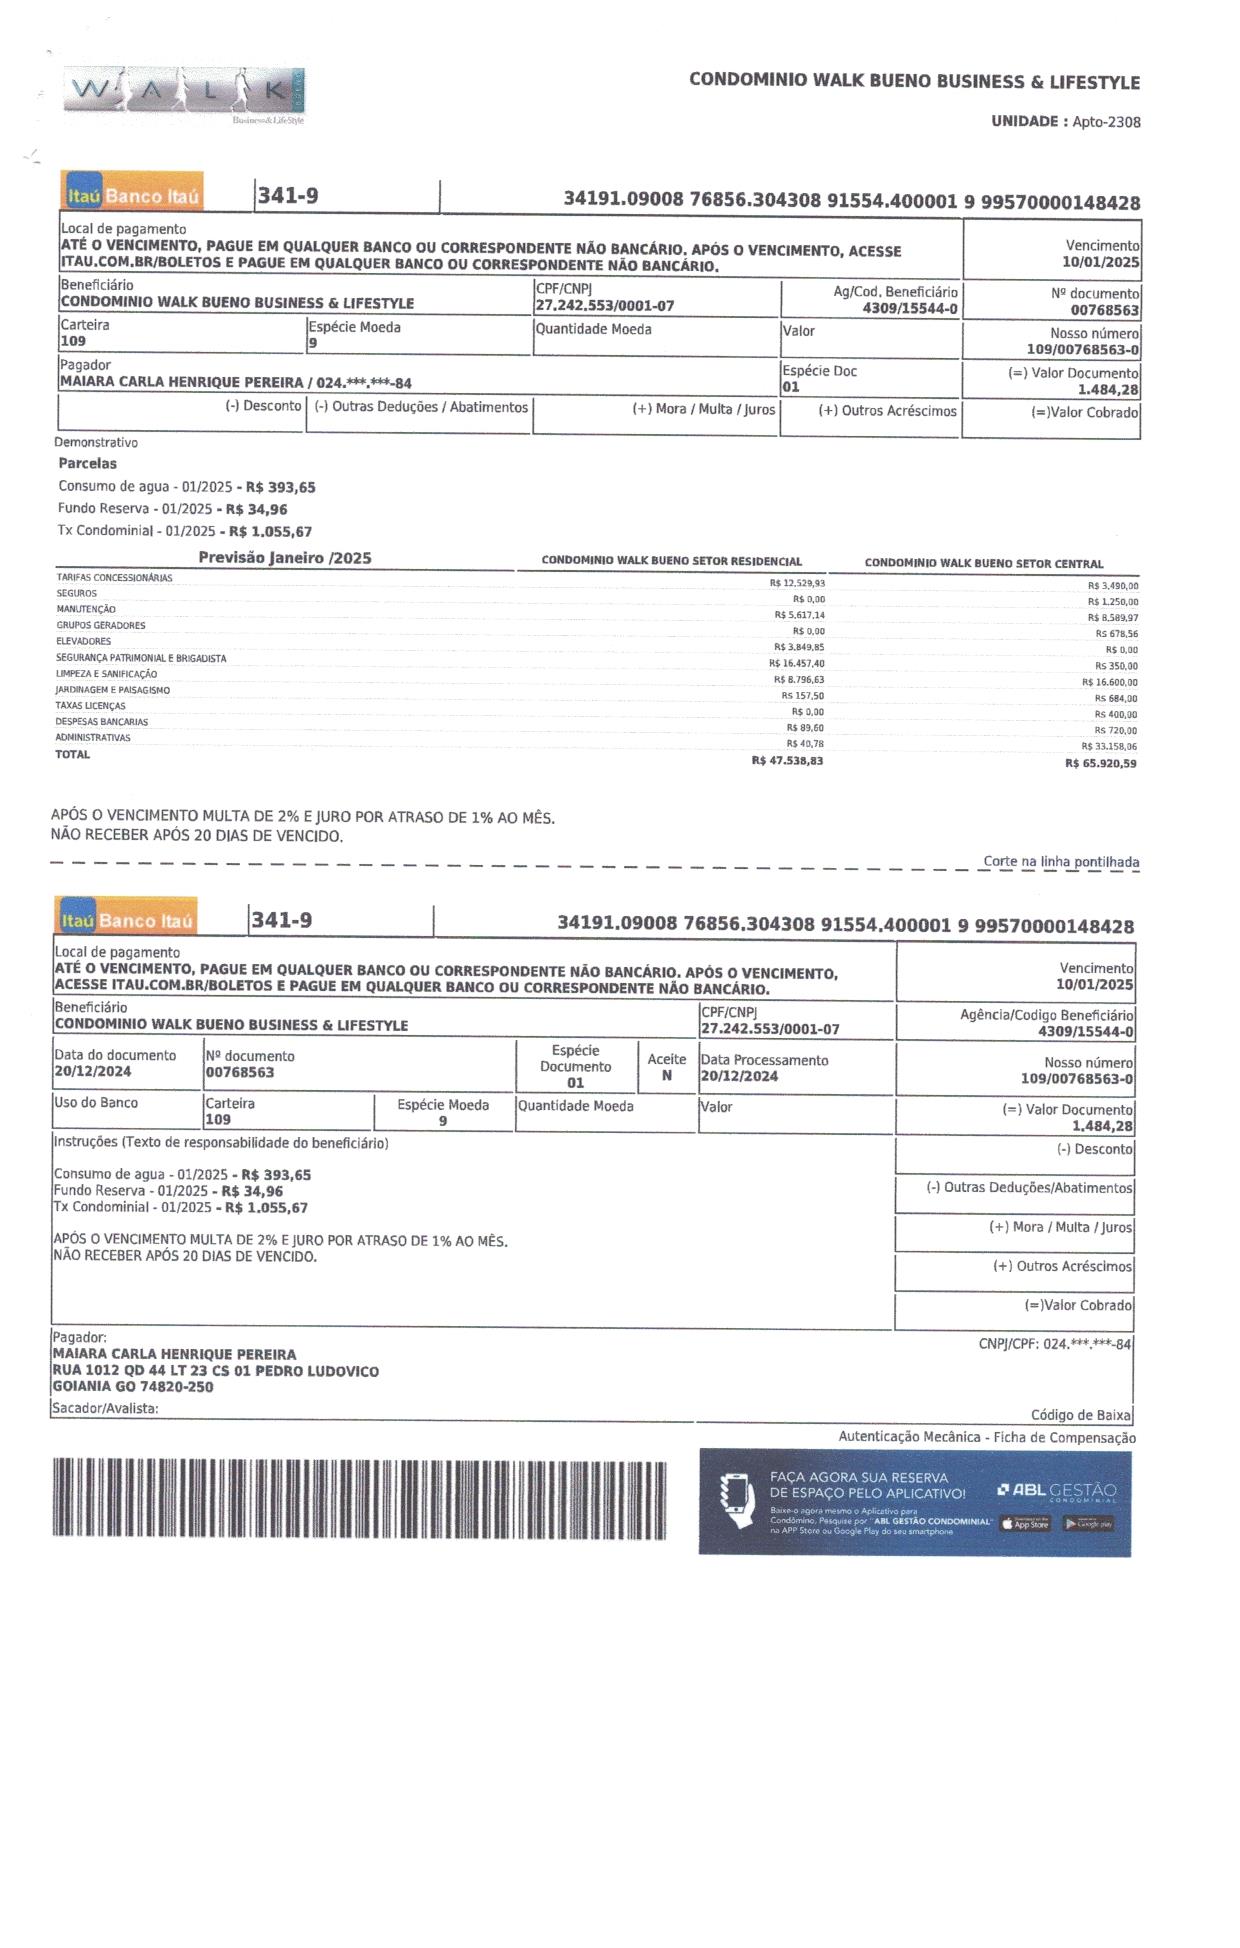 WALK BUENO
Business&LifeStyle
CONDOMINIO WALK BUENO BUSINESS & LIFESTYLE
UNIDADE : Apto-2308
Itaú Banco Itaú
341-9
34191.09008 76856.304308 91554.400001 9 99570000148428
Local de pagamento
ATÉ O VENCIMENTO, PAGUE EM QUALQUER BANCO OU CORRESPONDENTE NÃO BANCÁRIO. APÓS O VENCIMENTO, ACESSE
ITAU.COM.BR/BOLETOS E PAGUE EM QUALQUER BANCO OU CORRESPONDENTE NÃO BANCÁRIO.
Vencimento
10/01/2025
Beneficiário
CONDOMINIO WALK BUENO BUSINESS & LIFESTYLE
CPF/CNPJ
27.242.553/0001-07
Ag/Cod. Beneficiário
4309/15544-0
Nº documento
00768563
Carteira
109
Espécie Moeda
9
Quantidade Moeda
Valor
Nosso número
109/00768563-0
Pagador
MAIARA CARLA HENRIQUE PEREIRA / 024.***.***-84
Espécie Doc
01
(=) Valor Documento
1.484,28
(-) Desconto
(-) Outras Deduções / Abatimentos
(+) Mora / Multa / Juros
(+) Outros Acréscimos
(=)Valor Cobrado
Demonstrativo
Parcelas
Consumo de agua - 01/2025 - R$ 393,65
Fundo Reserva - 01/2025 - R$ 34,96
Tx Condominial - 01/2025 - R$ 1.055,67
Previsão Janeiro /2025 CONDOMINIO WALK BUENO SETOR RESIDENCIAL CONDOMINIO WALK BUENO SETOR CENTRAL
TARIFAS CONCESSIONÁRIAS R$ 12.529,93 R$ 3.490,00
SEGUROS R$ 0,00 R$ 1.250,00
MANUTENÇÃO R$ 5.617,14 R$ 8.589,97
GRUPOS GERADORES R$ 0,00 R$ 678,56
ELEVADORES R$ 3.849,85 R$ 0,00
SEGURANÇA PATRIMONIAL E BRIGADISTA R$ 16.457,40 R$ 350,00
LIMPEZA E SANIFICAÇÃO R$ 8.796,63 R$ 16.600,00
JARDINAGEM E PAISAGISMO R$ 157,50 R$ 684,00
TAXAS LICENÇAS R$ 0,00 R$ 400,00
DESPESAS BANCARIAS R$ 89,60 R$ 720,00
ADMINISTRATIVAS R$ 40,78 R$ 33.158,06
TOTAL R$ 47.538,83 R$ 65.920,59
APÓS O VENCIMENTO MULTA DE 2% E JURO POR ATRASO DE 1% AO MÊS.
NÃO RECEBER APÓS 20 DIAS DE VENCIDO.
Corte na linha pontilhada
Itaú Banco Itaú
341-9
34191.09008 76856.304308 91554.400001 9 99570000148428
Local de pagamento
ATÉ O VENCIMENTO, PAGUE EM QUALQUER BANCO OU CORRESPONDENTE NÃO BANCÁRIO. APÓS O VENCIMENTO,
ACESSE ITAU.COM.BR/BOLETOS E PAGUE EM QUALQUER BANCO OU CORRESPONDENTE NÃO BANCÁRIO.
Vencimento
10/01/2025
Beneficiário
CONDOMINIO WALK BUENO BUSINESS & LIFESTYLE
CPF/CNPJ
27.242.553/0001-07
Agência/Codigo Beneficiário
4309/15544-0
Data do documento
20/12/2024
Nº documento
00768563
Espécie
Documento
01
Aceite
N
Data Processamento
20/12/2024
Nosso número
109/00768563-0
Uso do Banco
Carteira
109
Espécie Moeda
9
Quantidade Moeda
Valor
(=) Valor Documento
1.484,28
Instruções (Texto de responsabilidade do beneficiário)
(-) Desconto
Consumo de agua - 01/2025 - R$ 393,65
Fundo Reserva - 01/2025 - R$ 34,96
Tx Condominial - 01/2025 - R$ 1.055,67
(-) Outras Deduções/Abatimentos
(+) Mora / Multa / Juros
APÓS O VENCIMENTO MULTA DE 2% E JURO POR ATRASO DE 1% AO MÊS.
NÃO RECEBER APÓS 20 DIAS DE VENCIDO.
(+) Outros Acréscimos
(=)Valor Cobrado
Pagador:
MAIARA CARLA HENRIQUE PEREIRA
RUA 1012 QD 44 LT 23 CS 01 PEDRO LUDOVICO
GOIANIA GO 74820-250
CNPJ/CPF: 024.***.***-84
Sacador/Avalista:
Código de Baixa
Autenticação Mecânica - Ficha de Compensação
FAÇA AGORA SUA RESERVA
DE ESPAÇO PELO APLICATIVO!
Baixe-o agora mesmo o Aplicativo para
Condômino. Pesquise por "ABL GESTÃO CONDOMINIAL"
na APP Store ou Google Play do seu smartphone
ABL GESTÃO
CONDOMINIAL
App Store
Google play